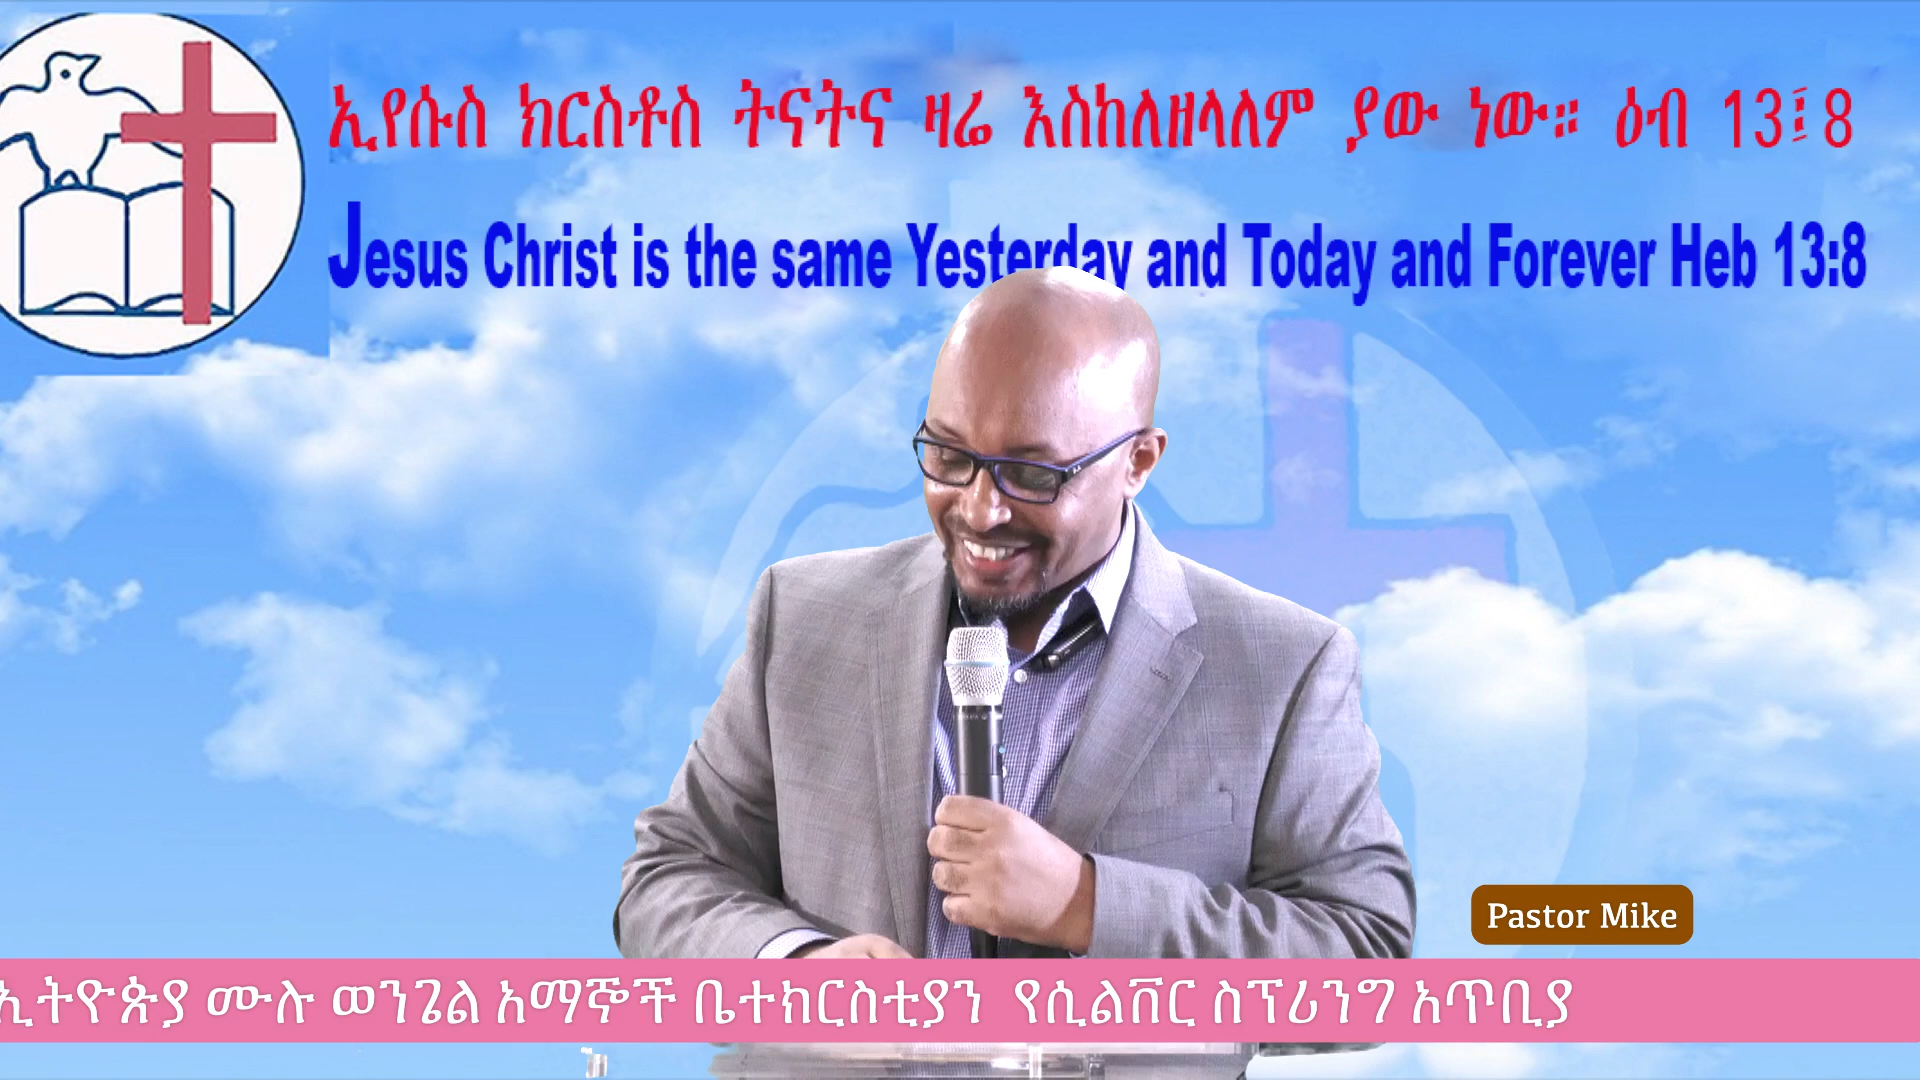 ኢየሱስ ክርስቶስ ትናትና ዛሬ እስከለዘላለም ያው ነው። ዕብ 13፤8
Jesus Christ is the same Yesterday and Today and Forever Heb 13:8
Pastor Mike
ኢትዮጵያ ሙሉ ወንጌል አማኞች ቤተክርስቲያን የሲልቨር ስፕሪንግ አጥቢያ